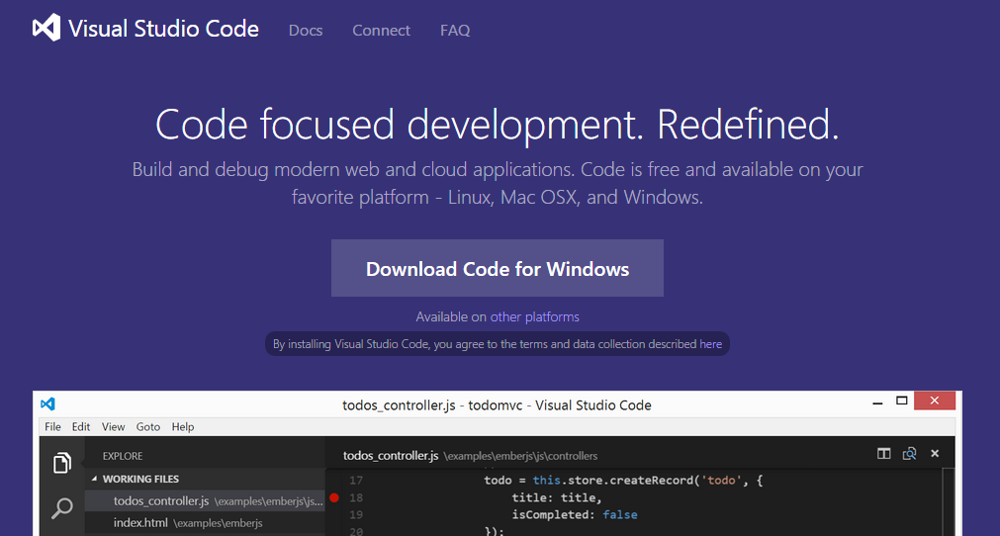 Visual Studio Code Docs Connect FAQ
Code focused development. Redefined.
Build and debug modern web and cloud applications. Code is free and available on your
favorite platform - Linux, Mac OSX, and Windows.
Download Code for Windows
Available on other platforms
By installing Visual Studio Code, you agree to the terms and data collection described here
todos_controller.js - todomvc - Visual Studio Code
File Edit View Goto Help
EXPLORE
WORKING FILES
todos_controller.js \examples\emberjs\js...
index.html \examples\emberjs
todos_controller.js \examples\emberjs\js\controllers
17 todo = this.store.createRecord('todo', {
18 title: title,
19 isCompleted: false
20 });